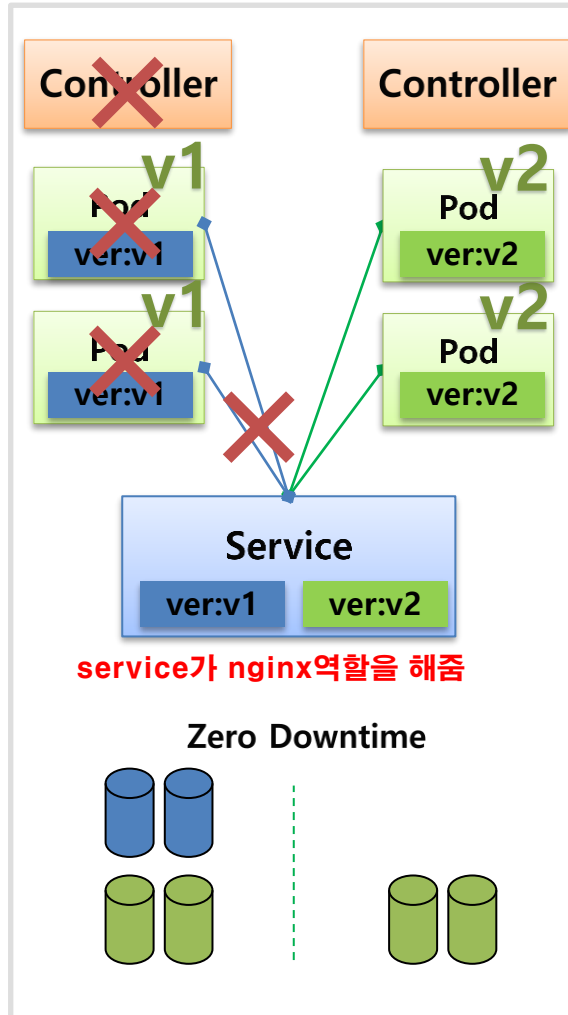 Controller
Controller
v1
v2
Pod
Pod
ver:v1
ver:v2
v1
v2
Pod
Pod
ver:v1
ver:v2
Service
ver:v1
ver:v2
service가 nginx역할을 해줌
Zero Downtime